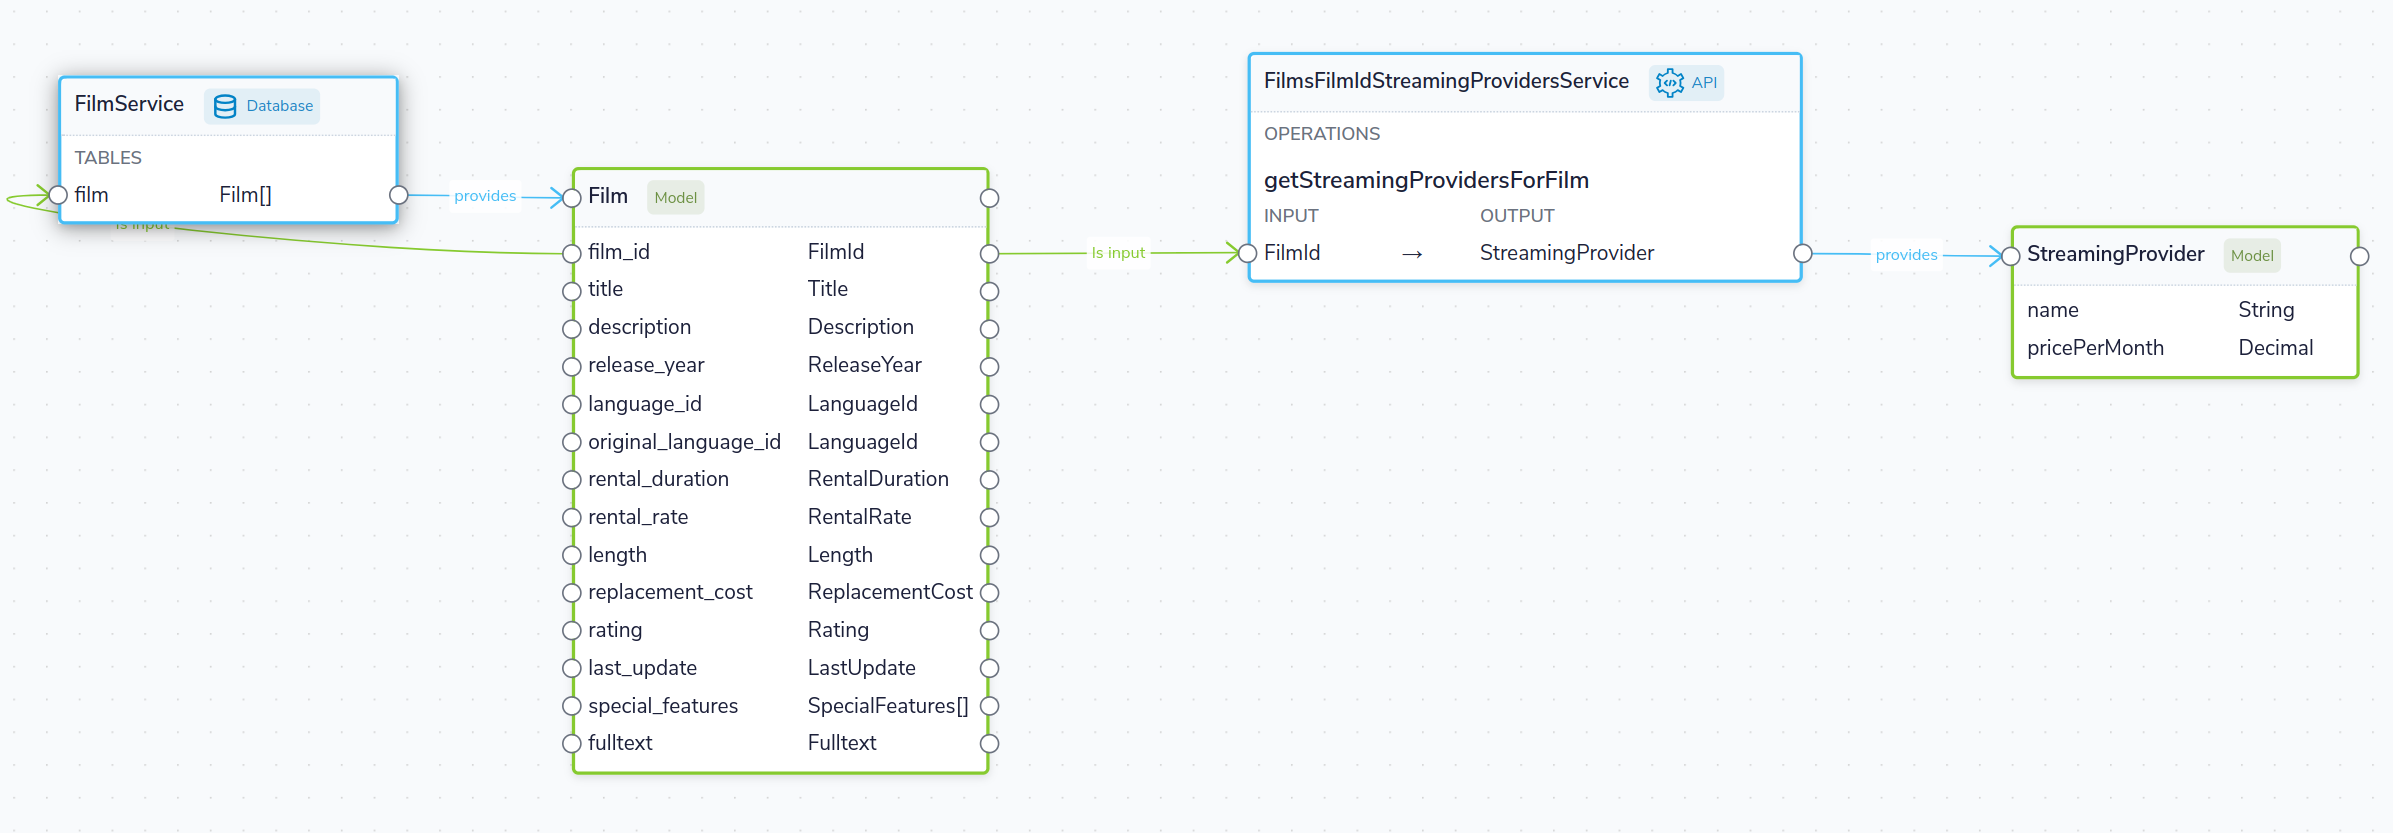 FilmService Database
TABLES
film Film[]
provides
Is input
Film Model
film_id FilmId
title Title
description Description
release_year ReleaseYear
language_id LanguageId
original_language_id LanguageId
rental_duration RentalDuration
rental_rate RentalRate
length Length
replacement_cost ReplacementCost
rating Rating
last_update LastUpdate
special_features SpecialFeatures[]
fulltext Fulltext
Is input
FilmsFilmIdStreamingProvidersService API
OPERATIONS
getStreamingProvidersForFilm
INPUT OUTPUT
FilmId → StreamingProvider
provides
StreamingProvider Model
name String
pricePerMonth Decimal